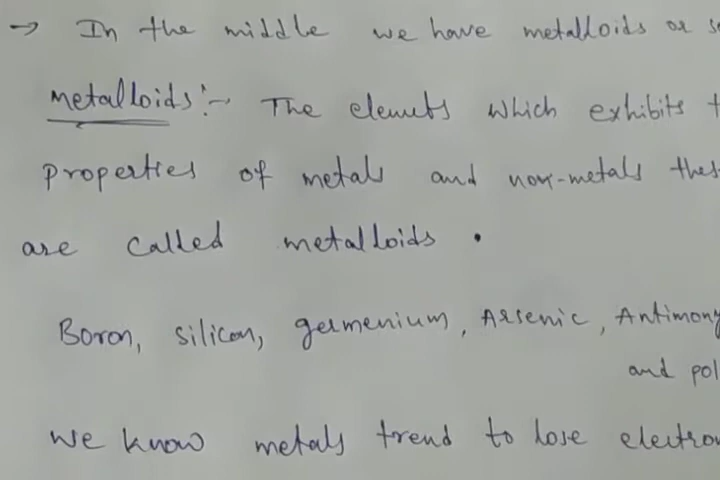 → In the middle we have metalloids or
metalloids :- The elements which exhibits
properties of metals and non-metals
are called metalloids .
Boron, silicon, germenium, Arsenic, Antimony
and
We know metals trend to lose